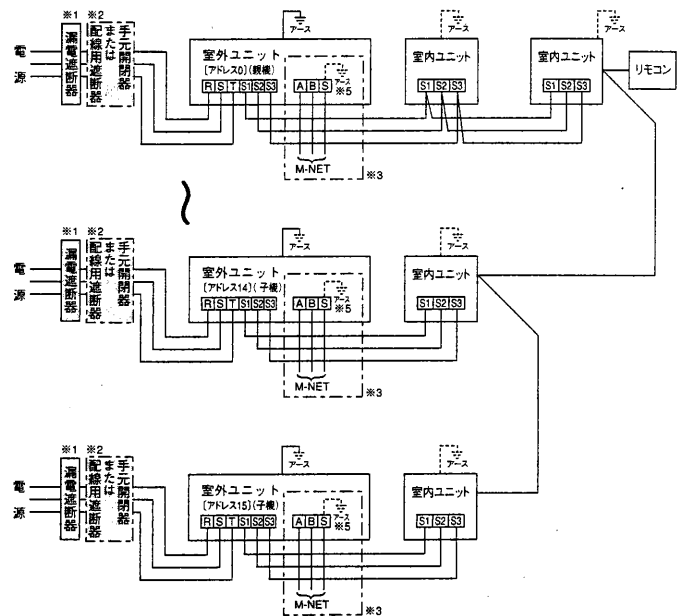 ※1 ※2
電
源
漏電遮断器
配線用遮断器
または
手元開閉器
アース
室外ユニット
(アドレス0)(親機)
R S T S1 S2 S3
A B S
アース
※5
M-NET
※3
アース
室内ユニット
S1 S2 S3
アース
室内ユニット
S1 S2 S3
リモコン
※1 ※2
電
源
漏電遮断器
配線用遮断器
または
手元開閉器
アース
室外ユニット
[アドレス14](子機)
R S T S1 S2 S3
A B S
アース
※5
M-NET
※3
アース
室内ユニット
S1 S2 S3
※1 ※2
電
源
漏電遮断器
配線用遮断器
または
手元開閉器
アース
室外ユニット
[アドレス15](子機)
R S T S1 S2 S3
A B S
アース
※5
M-NET
※3
アース
室内ユニット
S1 S2 S3